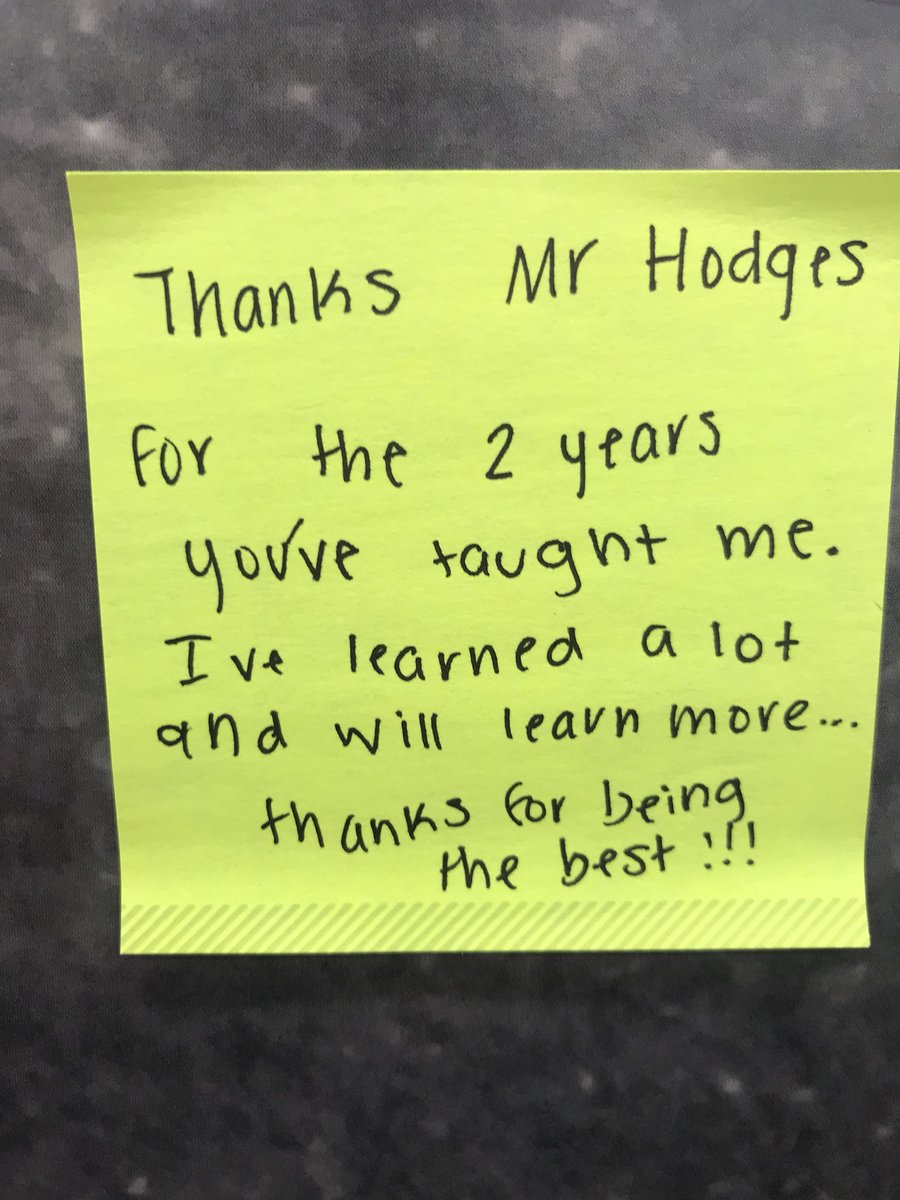 Thanks Mr Hodges
For the 2 years
you've taught me.
I ve learned a lot
and will learn more...
thanks for being
the best !!!